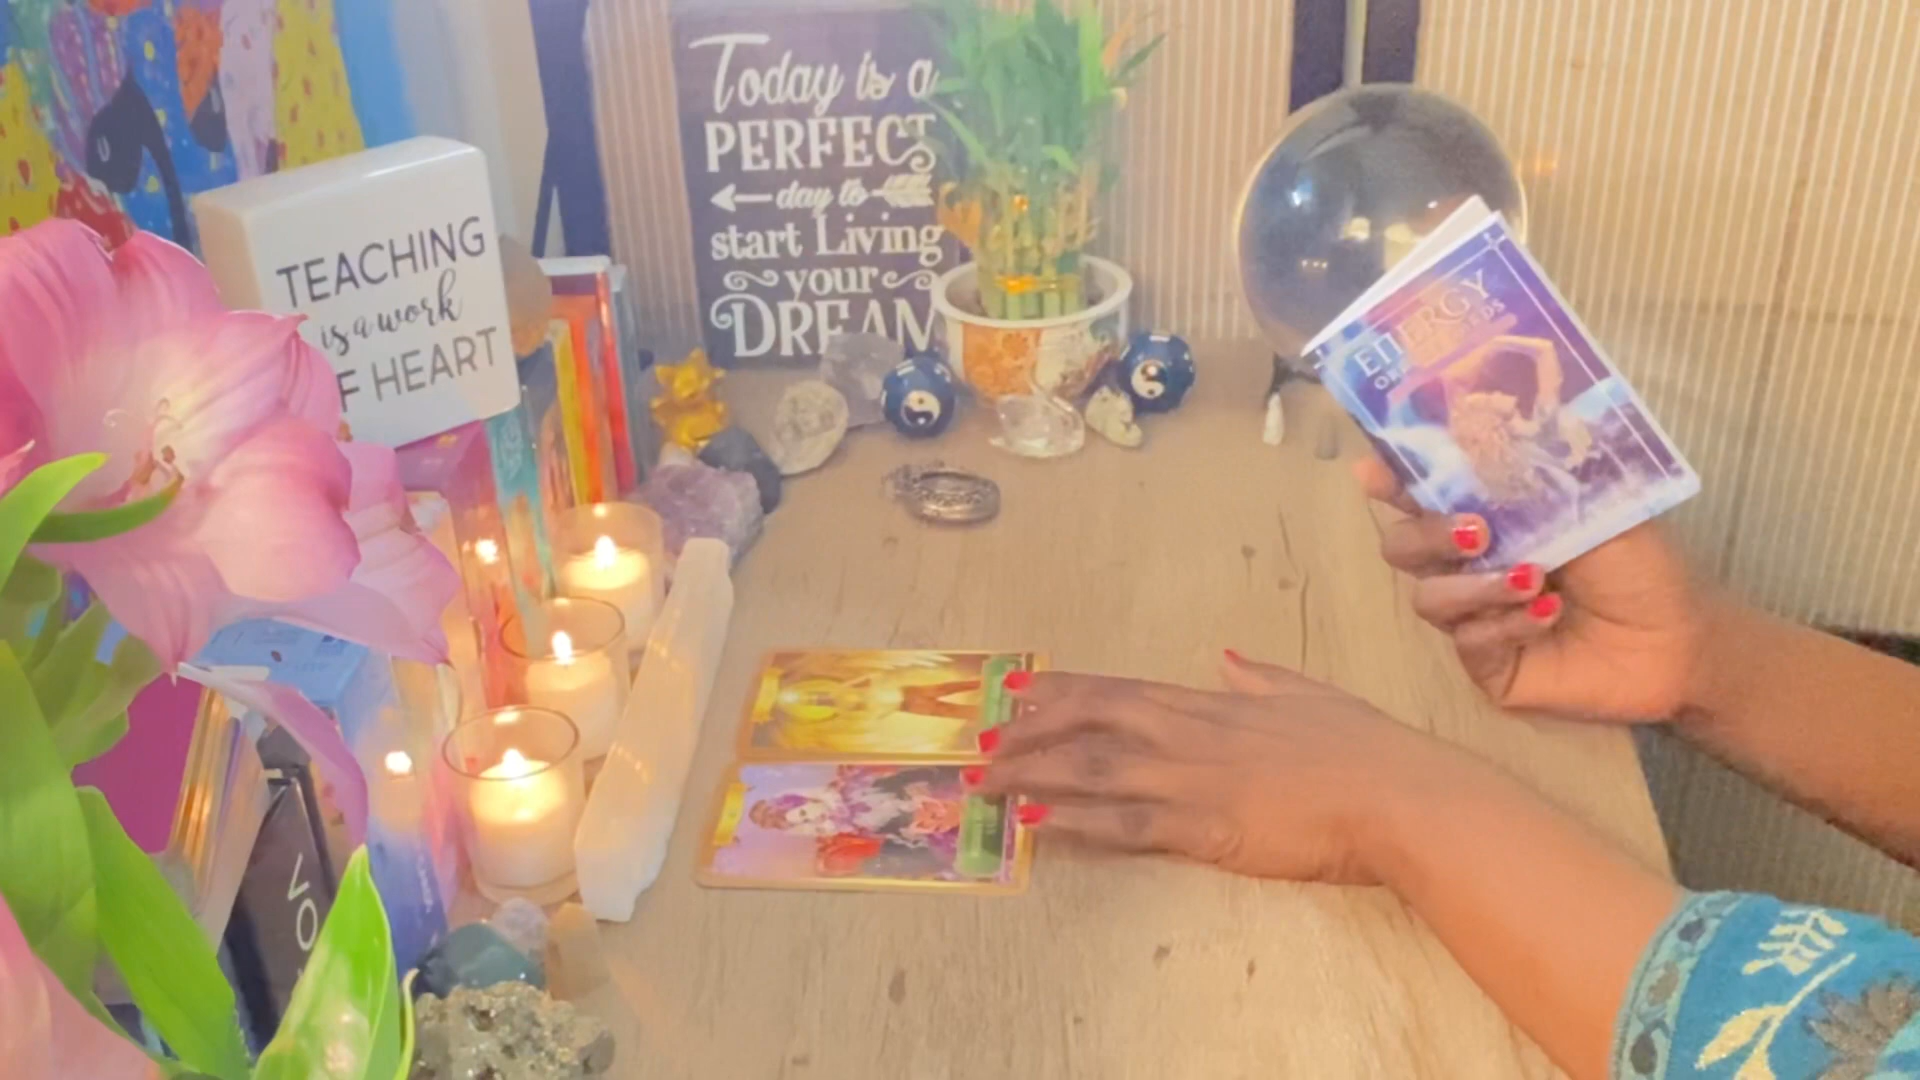 Today is a
PERFECT
day to
start Living
your
DREAM
TEACHING
is a work
OF HEART
ENERGY